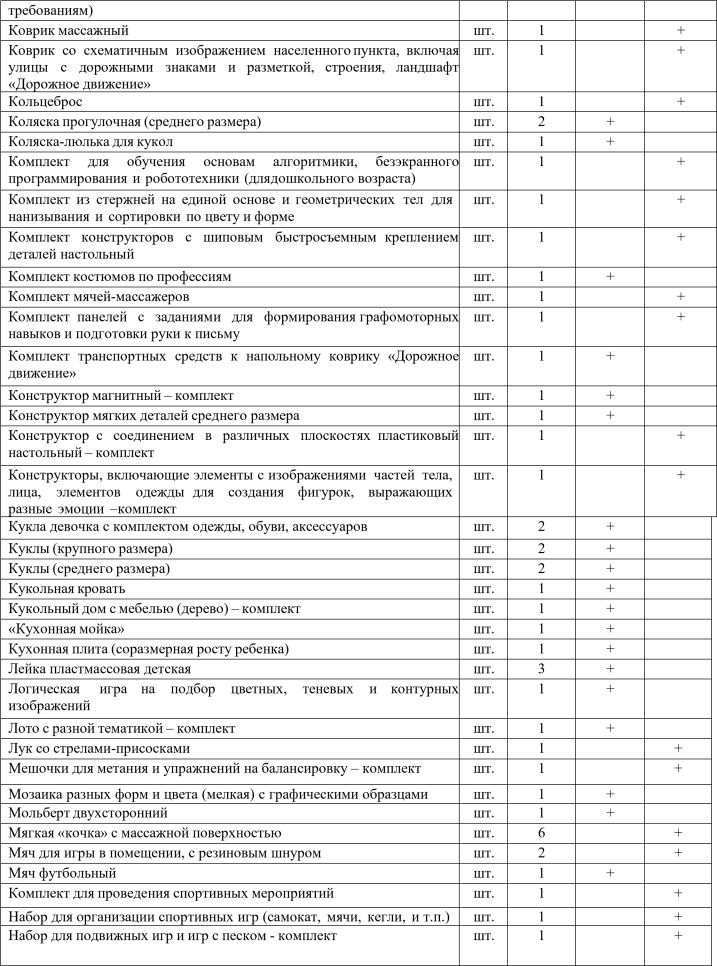 требованиям)
Коврик массажный шт. 1 +
Коврик со схематичным изображением населенного пункта, включая шт. 1 +
улицы с дорожными знаками и разметкой, строения, ландшафт
«Дорожное движение»
Кольцеброс шт. 1 +
Коляска прогулочная (среднего размера) шт. 2 +
Коляска-люлька для кукол шт. 1 +
Комплект для обучения основам алгоритмики, безэкранного шт. 1 +
программирования и робототехники (длядошкольного возраста)
Комплект из стержней на единой основе и геометрических тел для шт. 1 +
нанизывания и сортировки по цвету и форме
Комплект конструкторов с шиповым быстросъемным креплением шт. 1 +
деталей настольный
Комплект костюмов по профессиям шт. 1 +
Комплект мячей-массажеров шт. 1 +
Комплект панелей с заданиями для формирования графомоторных шт. 1 +
навыков и подготовки руки к письму
Комплект транспортных средств к напольному коврику «Дорожное шт. 1 +
движение»
Конструктор магнитный – комплект шт. 1 +
Конструктор мягких деталей среднего размера шт. 1 +
Конструктор с соединением в различных плоскостях пластиковый шт. 1 +
настольный – комплект
Конструкторы, включающие элементы с изображениями частей тела, шт. 1 +
лица, элементов одежды для создания фигурок, выражающих
разные эмоции –комплект
Кукла девочка с комплектом одежды, обуви, аксессуаров шт. 2 +
Куклы (крупного размера) шт. 2 +
Куклы (среднего размера) шт. 2 +
Кукольная кровать шт. 1 +
Кукольный дом с мебелью (дерево) – комплект шт. 1 +
«Кухонная мойка» шт. 1 +
Кухонная плита (соразмерная росту ребенка) шт. 1 +
Лейка пластмассовая детская шт. 3 +
Логическая игра на подбор цветных, теневых и контурных шт. 1 +
изображений
Лото с разной тематикой – комплект шт. 1 +
Лук со стрелами-присосками шт. 1 +
Мешочки для метания и упражнений на балансировку – комплект шт. 1 +
Мозаика разных форм и цвета (мелкая) с графическими образцами шт. 1 +
Мольберт двухсторонний шт. 1 +
Мягкая «кочка» с массажной поверхностью шт. 6 +
Мяч для игры в помещении, с резиновым шнуром шт. 2 +
Мяч футбольный шт. 1 +
Комплект для проведения спортивных мероприятий шт. 1 +
Набор для организации спортивных игр (самокат, мячи, кегли, и т.п.) шт. 1 +
Набор для подвижных игр и игр с песком - комплект шт. 1 +